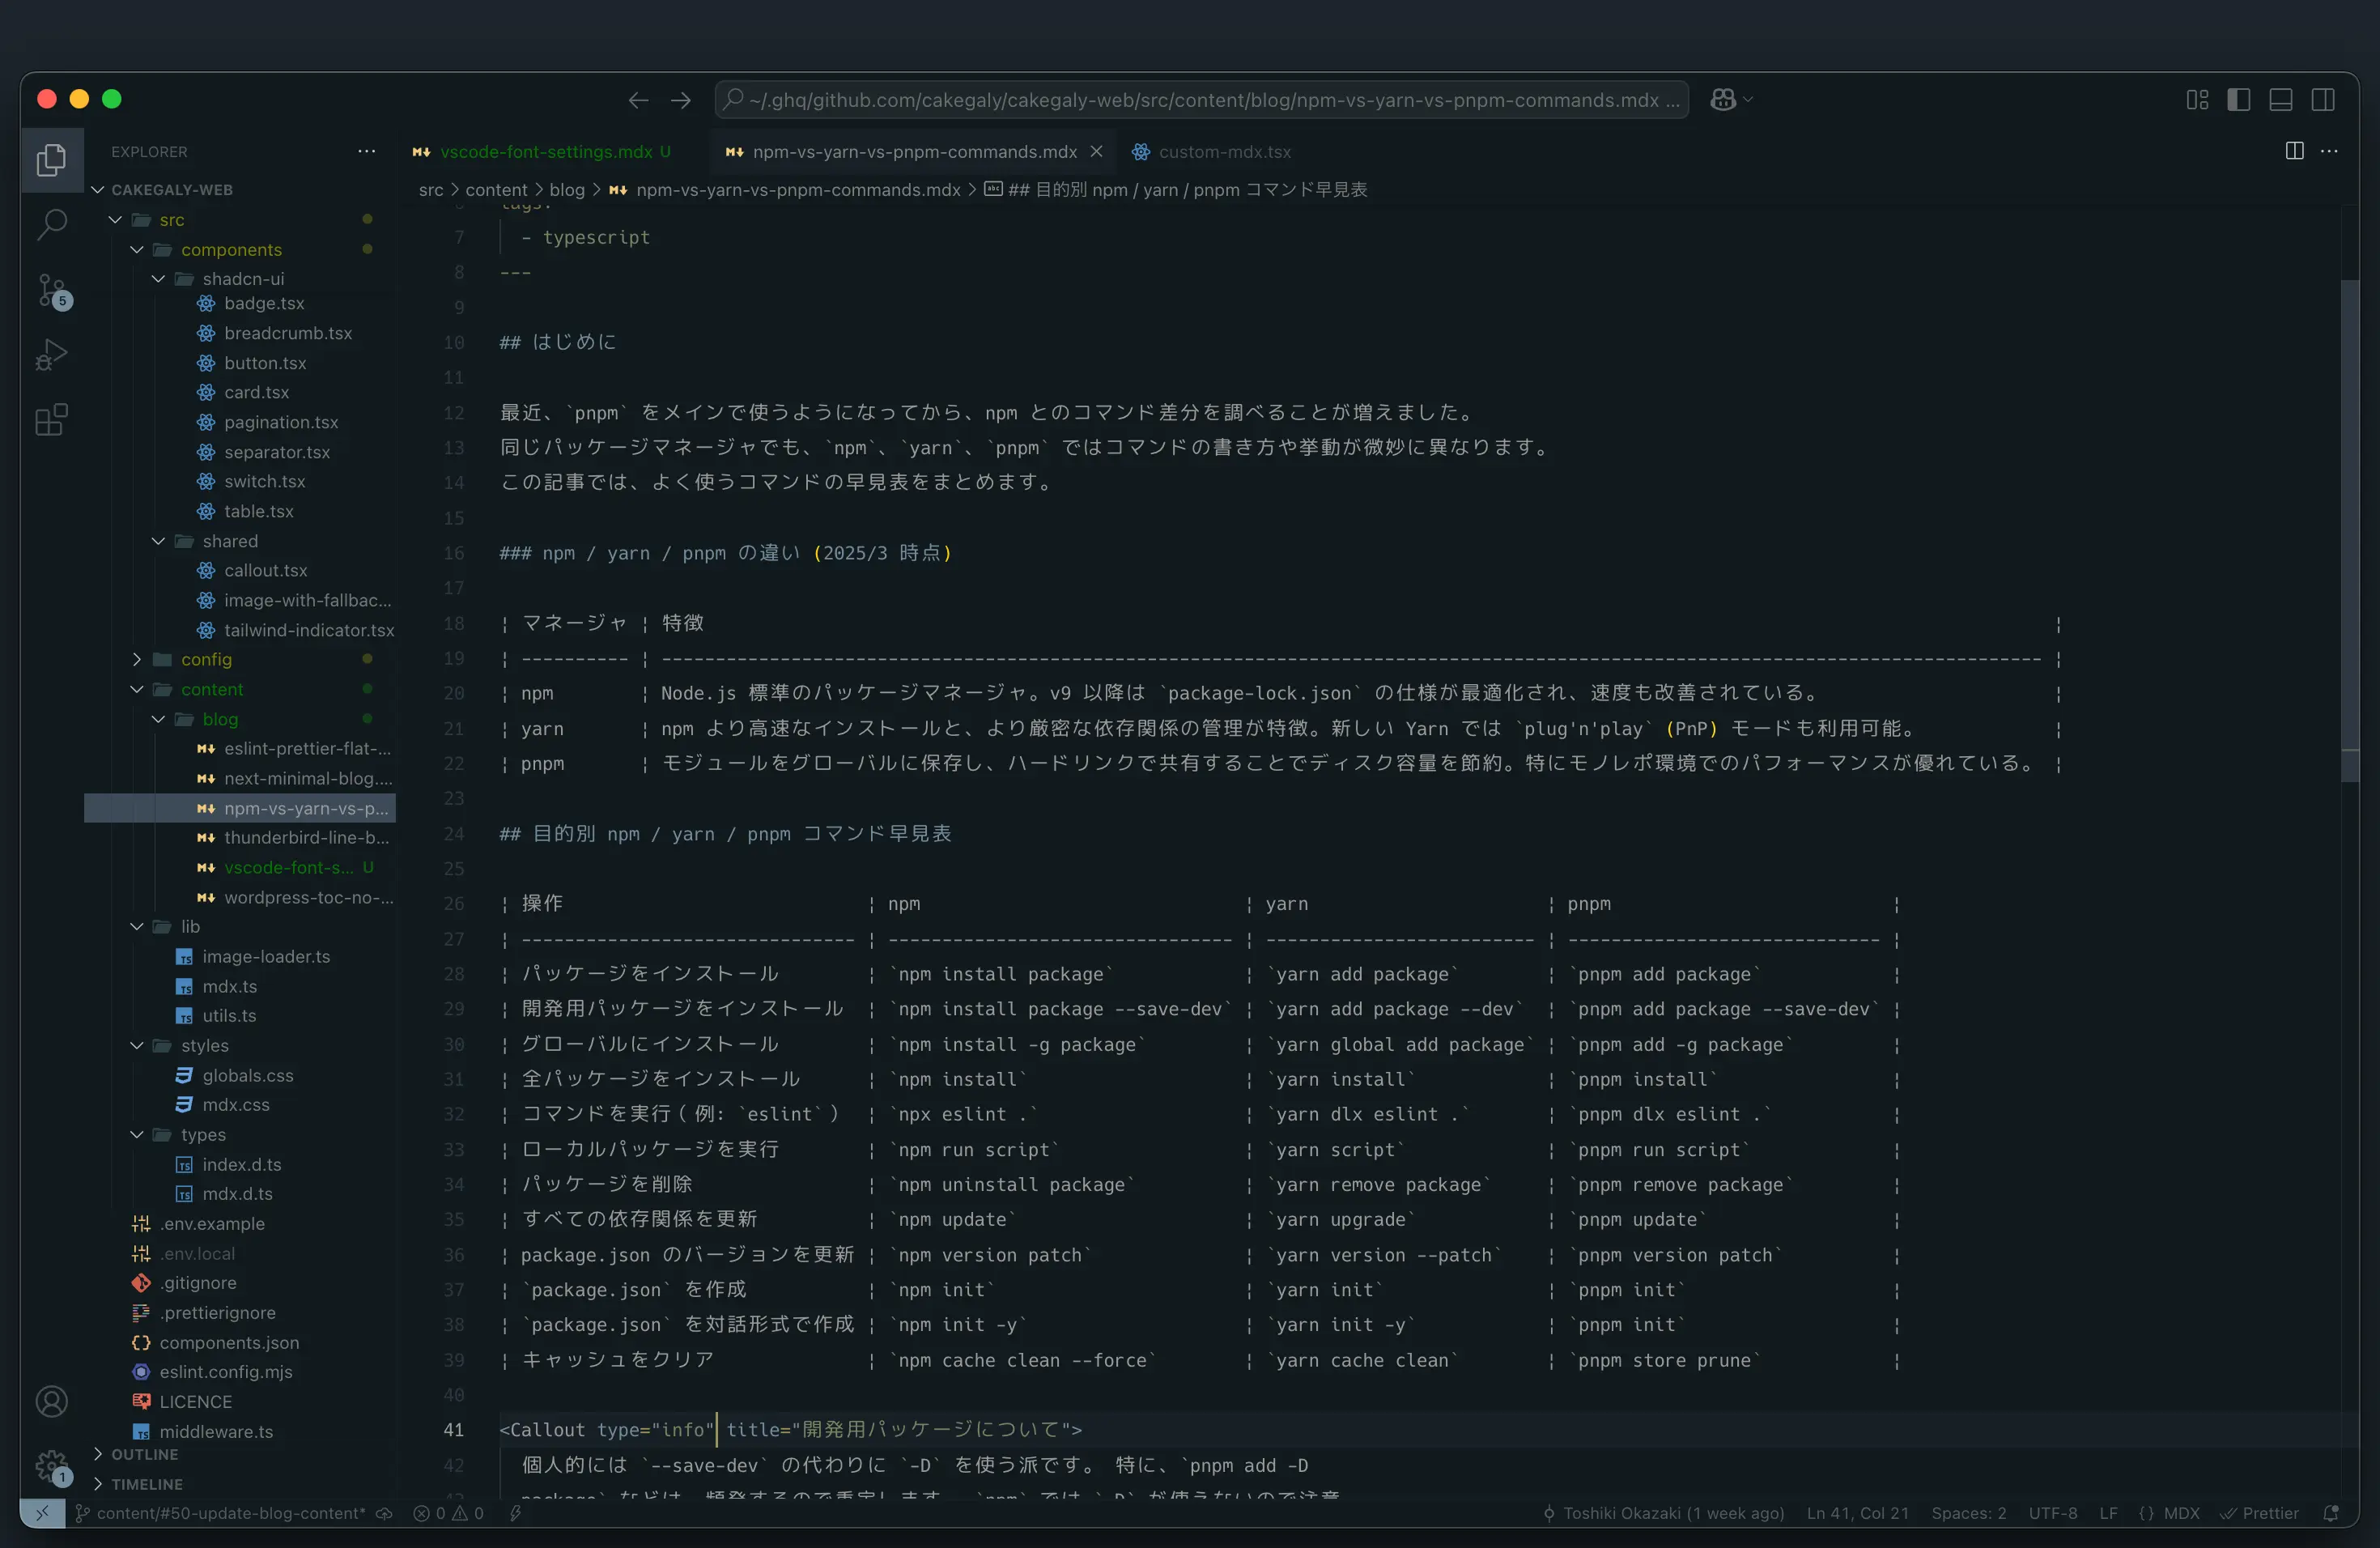 ~/.ghq/github.com/cakegaly/cakegaly-web/src/content/blog/npm-vs-yarn-vs-pnpm-commands.mdx ...
EXPLORER
CAKEGALY-WEB
src
components
shadcn-ui
badge.tsx
breadcrumb.tsx
button.tsx
card.tsx
pagination.tsx
separator.tsx
switch.tsx
table.tsx
shared
callout.tsx
image-with-fallbac...
tailwind-indicator.tsx
config
content
blog
eslint-prettier-flat-...
next-minimal-blog....
npm-vs-yarn-vs-p...
thunderbird-line-b...
vscode-font-s... U
wordpress-toc-no-...
lib
image-loader.ts
mdx.ts
utils.ts
styles
globals.css
mdx.css
types
index.d.ts
mdx.d.ts
.env.example
.env.local
.gitignore
.prettierignore
components.json
eslint.config.mjs
LICENCE
middleware.ts
OUTLINE
TIMELINE
5
1
vscode-font-settings.mdx U npm-vs-yarn-vs-pnpm-commands.mdx custom-mdx.tsx
src > content > blog > npm-vs-yarn-vs-pnpm-commands.mdx > ## 目的別 npm / yarn / pnpm コマンド早見表
6 tags:
7 - typescript
8 ---
9
10 ## はじめに
11
12 最近、`pnpm` をメインで使うようになってから、npm とのコマンド差分を調べることが増えました。
13 同じパッケージマネージャでも、`npm`、`yarn`、`pnpm` ではコマンドの書き方や挙動が微妙に異なります。
14 この記事では、よく使うコマンドの早見表をまとめます。
15
16 ### npm / yarn / pnpm の違い (2025/3 時点)
17
18 | マネージャ | 特徴 |
19 | ---------- | -------------------------------------------------------------------------------------------------------------------------------- |
20 | npm | Node.js 標準のパッケージマネージャ。v9 以降は `package-lock.json` の仕様が最適化され、速度も改善されている。 |
21 | yarn | npm より高速なインストールと、より厳密な依存関係の管理が特徴。新しい Yarn では `plug'n'play` (PnP) モードも利用可能。 |
22 | pnpm | モジュールをグローバルに保存し、ハードリンクで共有することでディスク容量を節約。特にモノレポ環境でのパフォーマンスが優れている。 |
23
24 ## 目的別 npm / yarn / pnpm コマンド早見表
25
26 | 操作 | npm | yarn | pnpm |
27 | ------------------------------- | -------------------------------- | ------------------------- | ----------------------------- |
28 | パッケージをインストール | `npm install package` | `yarn add package` | `pnpm add package` |
29 | 開発用パッケージをインストール | `npm install package --save-dev` | `yarn add package --dev` | `pnpm add package --save-dev` |
30 | グローバルにインストール | `npm install -g package` | `yarn global add package` | `pnpm add -g package` |
31 | 全パッケージをインストール | `npm install` | `yarn install` | `pnpm install` |
32 | コマンドを実行（例: `eslint`） | `npx eslint .` | `yarn dlx eslint .` | `pnpm dlx eslint .` |
33 | ローカルパッケージを実行 | `npm run script` | `yarn script` | `pnpm run script` |
34 | パッケージを削除 | `npm uninstall package` | `yarn remove package` | `pnpm remove package` |
35 | すべての依存関係を更新 | `npm update` | `yarn upgrade` | `pnpm update` |
36 | package.json のバージョンを更新 | `npm version patch` | `yarn version --patch` | `pnpm version patch` |
37 | `package.json` を作成 | `npm init` | `yarn init` | `pnpm init` |
38 | `package.json` を対話形式で作成 | `npm init -y` | `yarn init -y` | `pnpm init` |
39 | キャッシュをクリア | `npm cache clean --force` | `yarn cache clean` | `pnpm store prune` |
40
41 <Callout type="info" title="開発用パッケージについて">
42 個人的には `--save-dev` の代わりに `-D` を使う派です。 特に、`pnpm add -D
content/#50-update-blog-content* 0 0 Toshiki Okazaki (1 week ago) Ln 41, Col 21 Spaces: 2 UTF-8 LF {} MDX Prettier